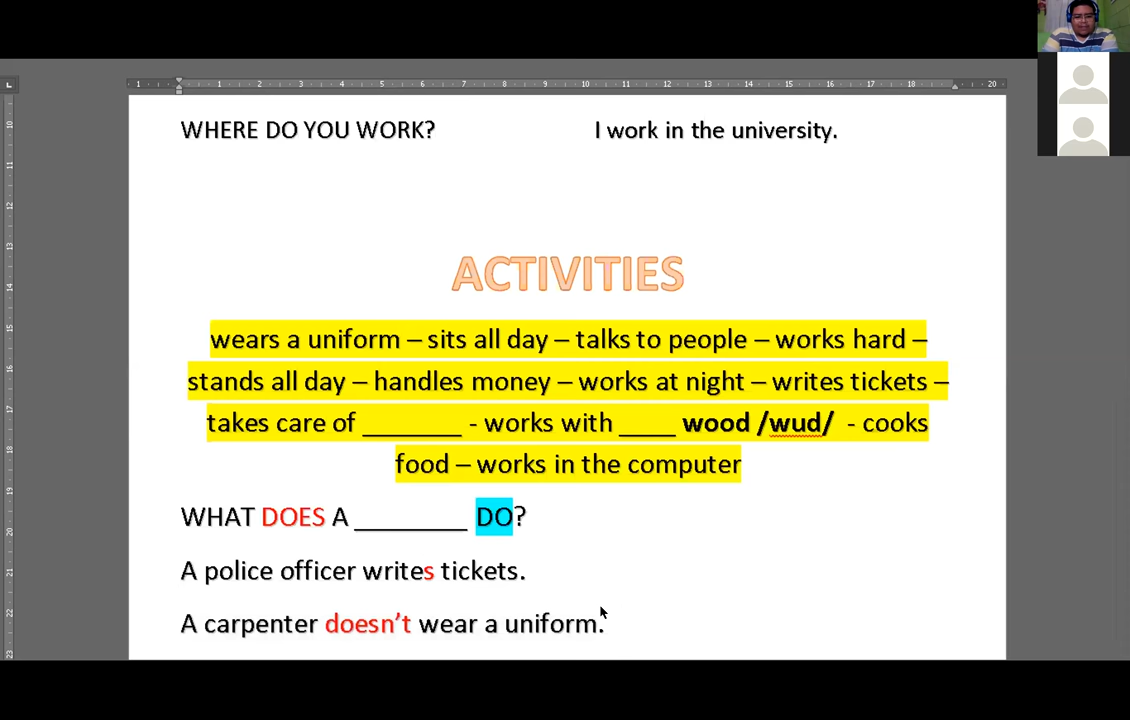 WHERE DO YOU WORK? I work in the university.
ACTIVITIES
wears a uniform – sits all day – talks to people – works hard –
stands all day – handles money – works at night – writes tickets –
takes care of _______ - works with ____ wood /wud/ - cooks
food – works in the computer
WHAT DOES A ________ DO?
A police officer writes tickets.
A carpenter doesn’t wear a uniform.